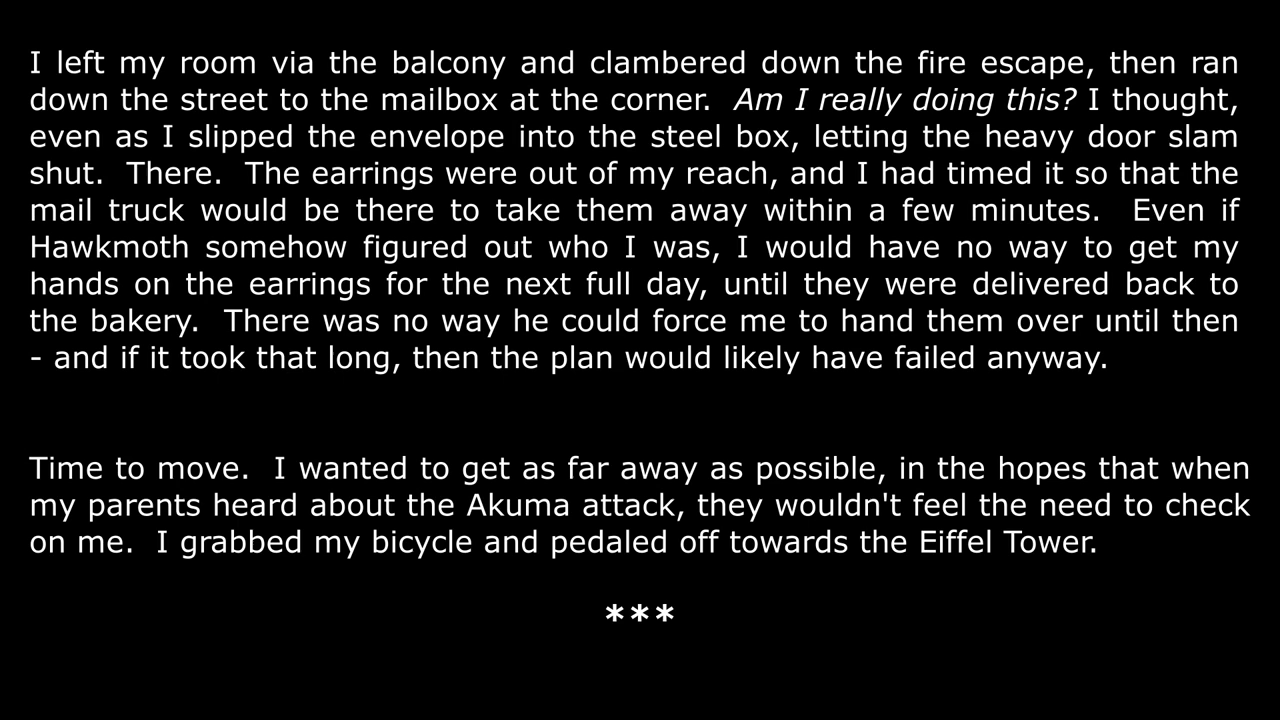 I left my room via the balcony and clambered down the fire escape, then ran
down the street to the mailbox at the corner.  Am I really doing this? I thought,
even as I slipped the envelope into the steel box, letting the heavy door slam
shut.  There.  The earrings were out of my reach, and I had timed it so that the
mail truck would be there to take them away within a few minutes.  Even if
Hawkmoth somehow figured out who I was, I would have no way to get my
hands on the earrings for the next full day, until they were delivered back to
the bakery.  There was no way he could force me to hand them over until then
- and if it took that long, then the plan would likely have failed anyway.
Time to move.  I wanted to get as far away as possible, in the hopes that when
my parents heard about the Akuma attack, they wouldn't feel the need to check
on me.  I grabbed my bicycle and pedaled off towards the Eiffel Tower.
***